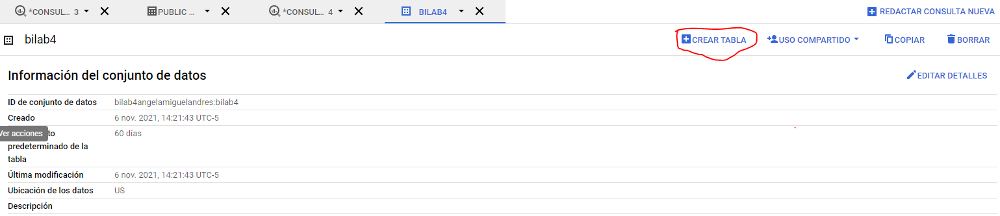 *CONSUL... 3 PUBLIC ... *CONSUL... 4 BILAB4 REDACTAR CONSULTA NUEVA
bilab4 CREAR TABLA USO COMPARTIDO COPIAR BORRAR
Información del conjunto de datos EDITAR DETALLES
ID de conjunto de datos bilab4angelamiguelandres:bilab4
Creado 6 nov. 2021, 14:21:43 UTC-5
Ver acciones to 60 días
predeterminado de la
tabla
Última modificación 6 nov. 2021, 14:21:43 UTC-5
Ubicación de los datos US
Descripción